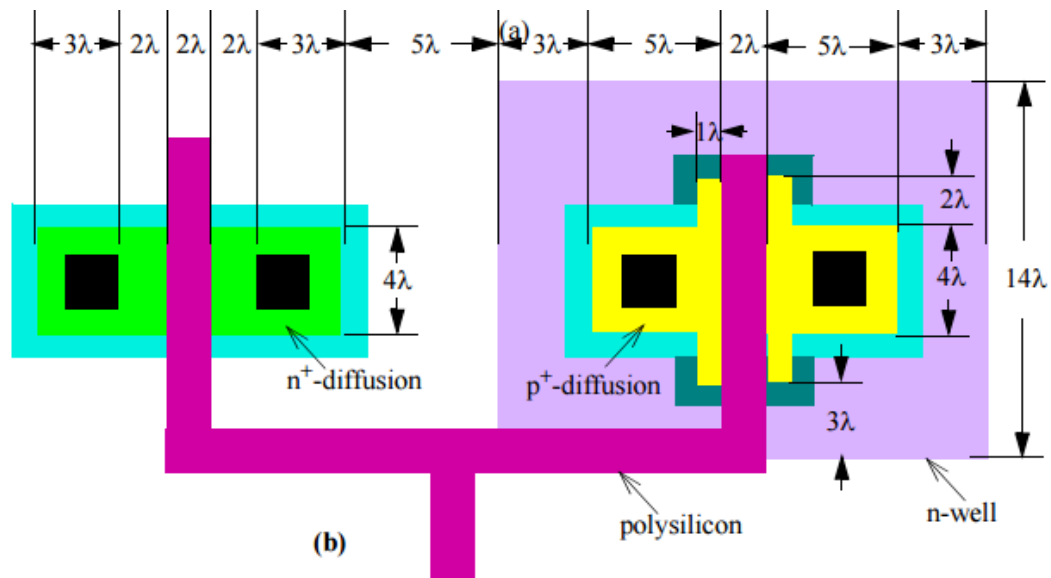 (a)
3λ 2λ 2λ 2λ 3λ 5λ 3λ 5λ 2λ 5λ 3λ
1λ
2λ
4λ
4λ
14λ
n+-diffusion
p+-diffusion
3λ
polysilicon
n-well
(b)